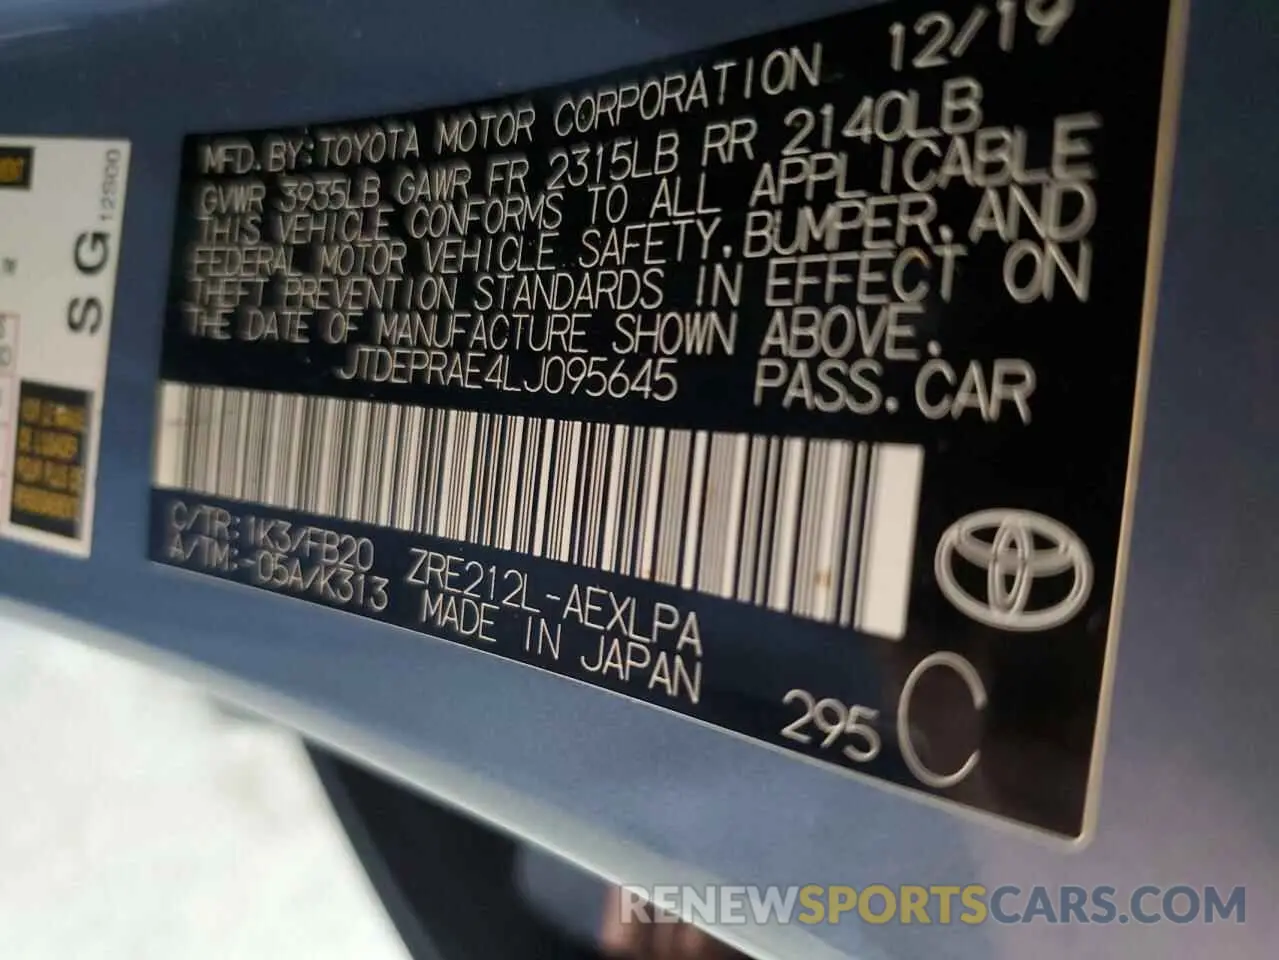 MFD. BY: TOYOTA MOTOR CORPORATION 12/19
GVWR 3935LB GAWR FR 2315LB RR 2140LB
THIS VEHICLE CONFORMS TO ALL APPLICABLE
FEDERAL MOTOR VEHICLE SAFETY, BUMPER, AND
THEFT PREVENTION STANDARDS IN EFFECT ON
THE DATE OF MANUFACTURE SHOWN ABOVE.
JTDEPRAE4LJ095645 PASS. CAR
C/TR: 1K3/FB20 ZRE212L-AEXLPA
A/TM: -05A/K313 MADE IN JAPAN
295 C
SG
12S00
RENEWSPORTSCARS.COM